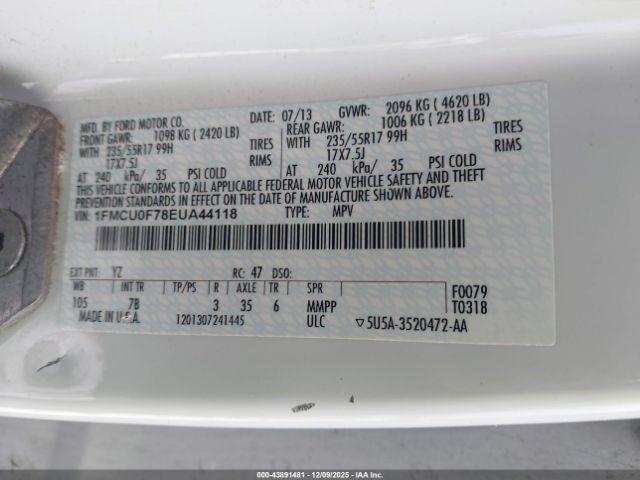 MFD. BY FORD MOTOR CO.
DATE: 07/13 GVWR: 2096 KG ( 4620 LB)
FRONT GAWR: 1098 KG ( 2420 LB)
REAR GAWR: 1006 KG ( 2218 LB)
WITH 235/55R17 99H TIRES
WITH 235/55R17 99H TIRES
17X7.5J RIMS
17X7.5J RIMS
AT 240 kPa/ 35 PSI COLD
AT 240 kPa/ 35 PSI COLD
THIS VEHICLE CONFORMS TO ALL APPLICABLE FEDERAL MOTOR VEHICLE SAFETY AND THEFT
PREVENTION STANDARDS IN EFFECT ON THE DATE OF MANUFACTURE SHOWN ABOVE.
VIN: 1FMCU0F78EUA44118 TYPE: MPV
EXT PNT: YZ RC: 47 DSO:
WB INT TR TP/PS R AXLE TR SPR F0079
105 7B 3 35 6 MMPP T0318
MADE IN U.S.A. 1201307241445 ULC ▽5U5A-3520472-AA
000-43891481 - 12/09/2025 - IAA